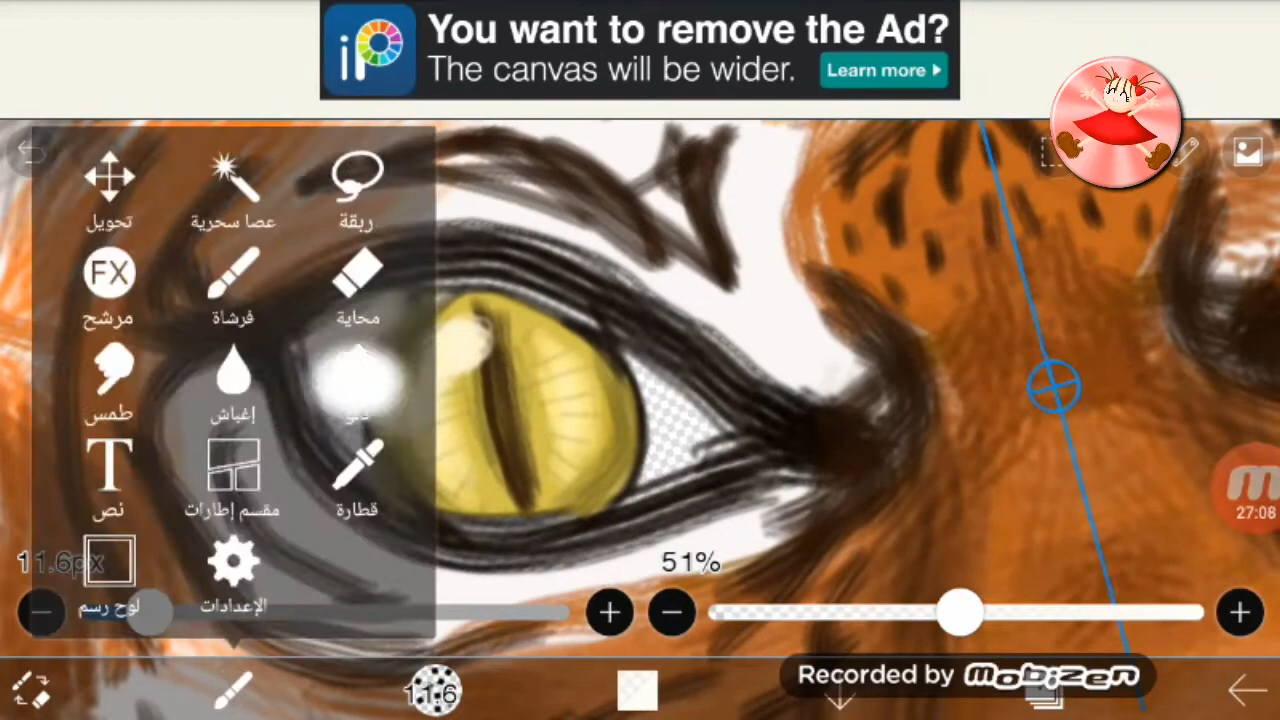 iP
You want to remove the Ad?
The canvas will be wider.
Learn more
تحويل
عصا سحرية
ربقة
FX
مرشح
فرشاة
محاية
طمس
إغباش
T
نص
مقسم إطارات
قطارة
27:08
11.6px
51%
لوح رسم
الإعدادات
11.6
Recorded by mobizen